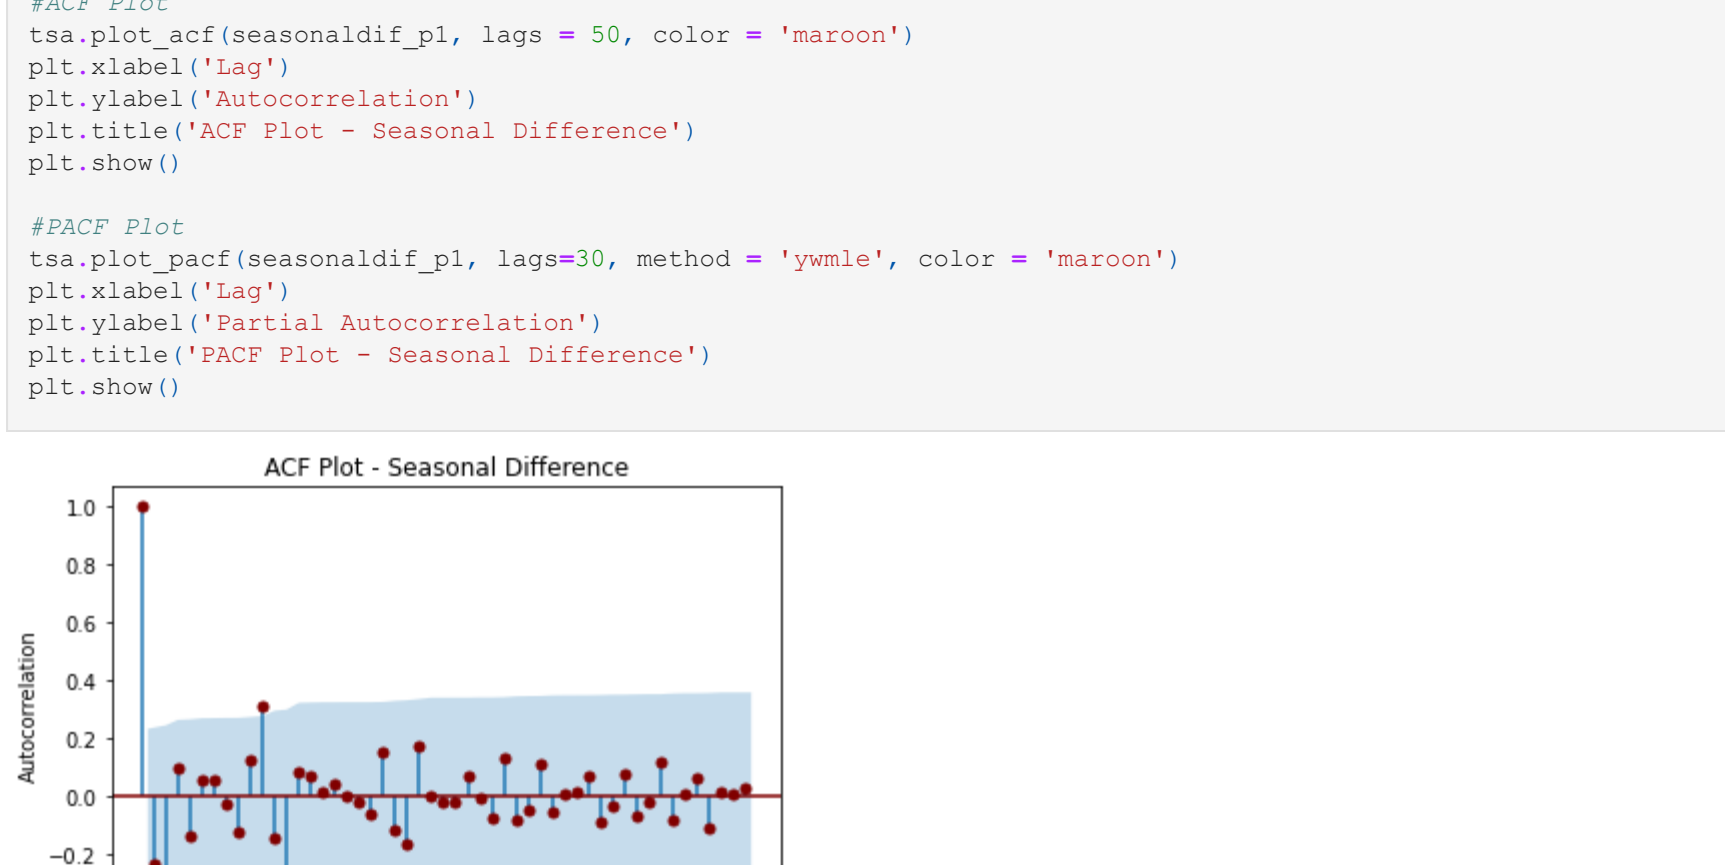 #ACF Plot
tsa.plot_acf(seasonaldif_p1, lags = 50, color = 'maroon')
plt.xlabel('Lag')
plt.ylabel('Autocorrelation')
plt.title('ACF Plot - Seasonal Difference')
plt.show()
#PACF Plot
tsa.plot_pacf(seasonaldif_p1, lags=30, method = 'ywmle', color = 'maroon')
plt.xlabel('Lag')
plt.ylabel('Partial Autocorrelation')
plt.title('PACF Plot - Seasonal Difference')
plt.show()
ACF Plot - Seasonal Difference
1.0
0.8
0.6
0.4
0.2
0.0
−0.2
Autocorrelation